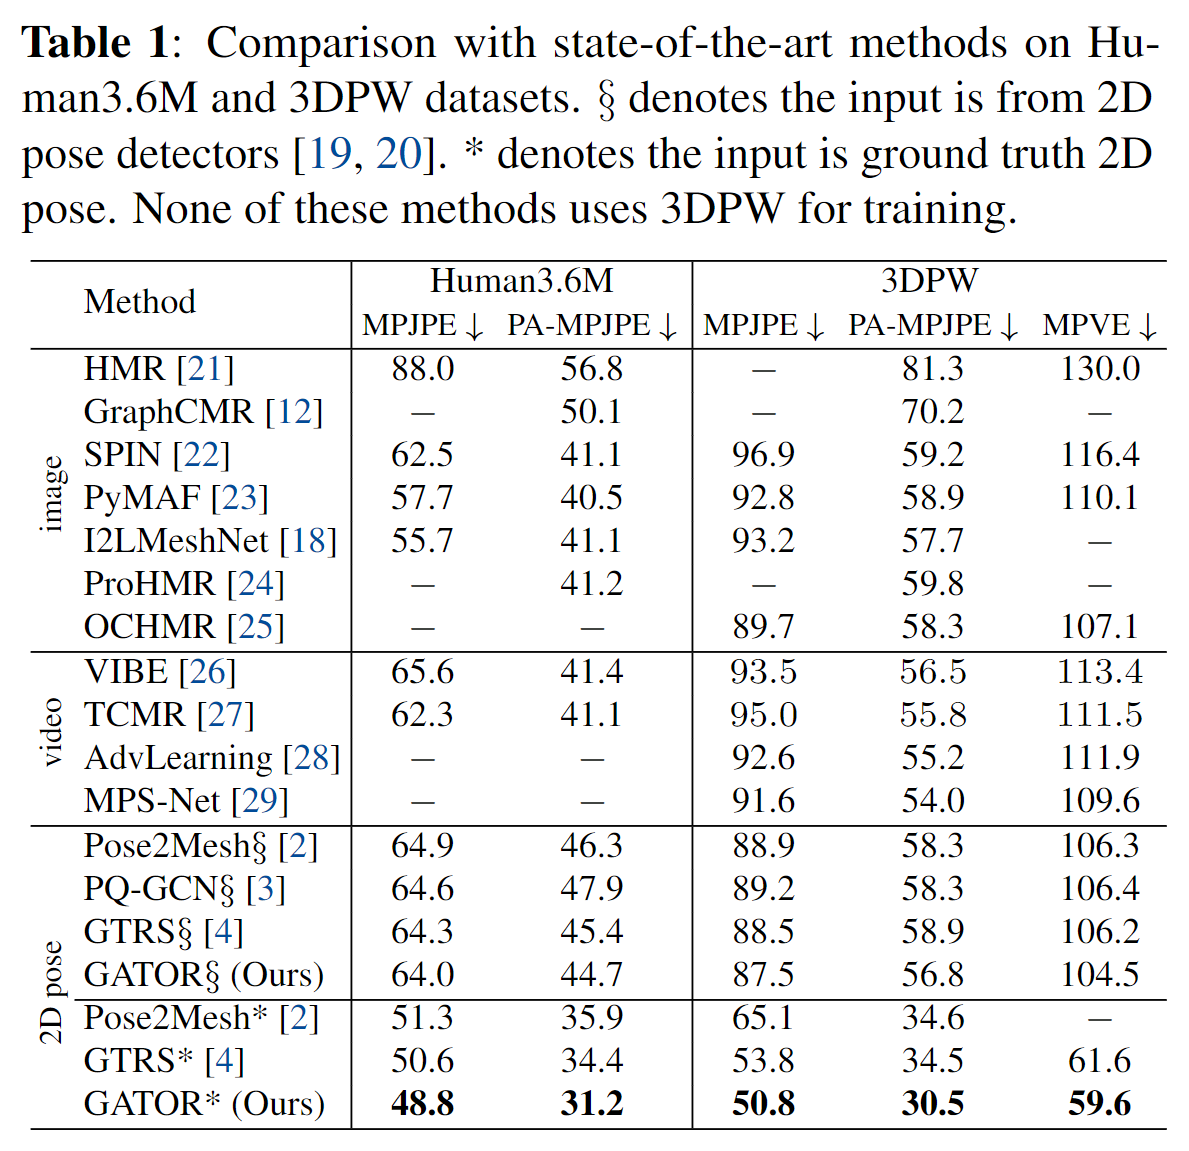 Table 1: Comparison with state-of-the-art methods on Hu-
man3.6M and 3DPW datasets. § denotes the input is from 2D
pose detectors [19, 20]. * denotes the input is ground truth 2D
pose. None of these methods uses 3DPW for training.
Method Human3.6M 3DPW
MPJPE ↓ PA-MPJPE ↓ MPJPE ↓ PA-MPJPE ↓ MPVE ↓
image
HMR [21] 88.0 56.8 – 81.3 130.0
GraphCMR [12] – 50.1 – 70.2 –
SPIN [22] 62.5 41.1 96.9 59.2 116.4
PyMAF [23] 57.7 40.5 92.8 58.9 110.1
I2LMeshNet [18] 55.7 41.1 93.2 57.7 –
ProHMR [24] – 41.2 – 59.8 –
OCHMR [25] – – 89.7 58.3 107.1
video
VIBE [26] 65.6 41.4 93.5 56.5 113.4
TCMR [27] 62.3 41.1 95.0 55.8 111.5
AdvLearning [28] – – 92.6 55.2 111.9
MPS-Net [29] – – 91.6 54.0 109.6
2D pose
Pose2Mesh§ [2] 64.9 46.3 88.9 58.3 106.3
PQ-GCN§ [3] 64.6 47.9 89.2 58.3 106.4
GTRS§ [4] 64.3 45.4 88.5 58.9 106.2
GATOR§ (Ours) 64.0 44.7 87.5 56.8 104.5
Pose2Mesh* [2] 51.3 35.9 65.1 34.6 –
GTRS* [4] 50.6 34.4 53.8 34.5 61.6
GATOR* (Ours) 48.8 31.2 50.8 30.5 59.6